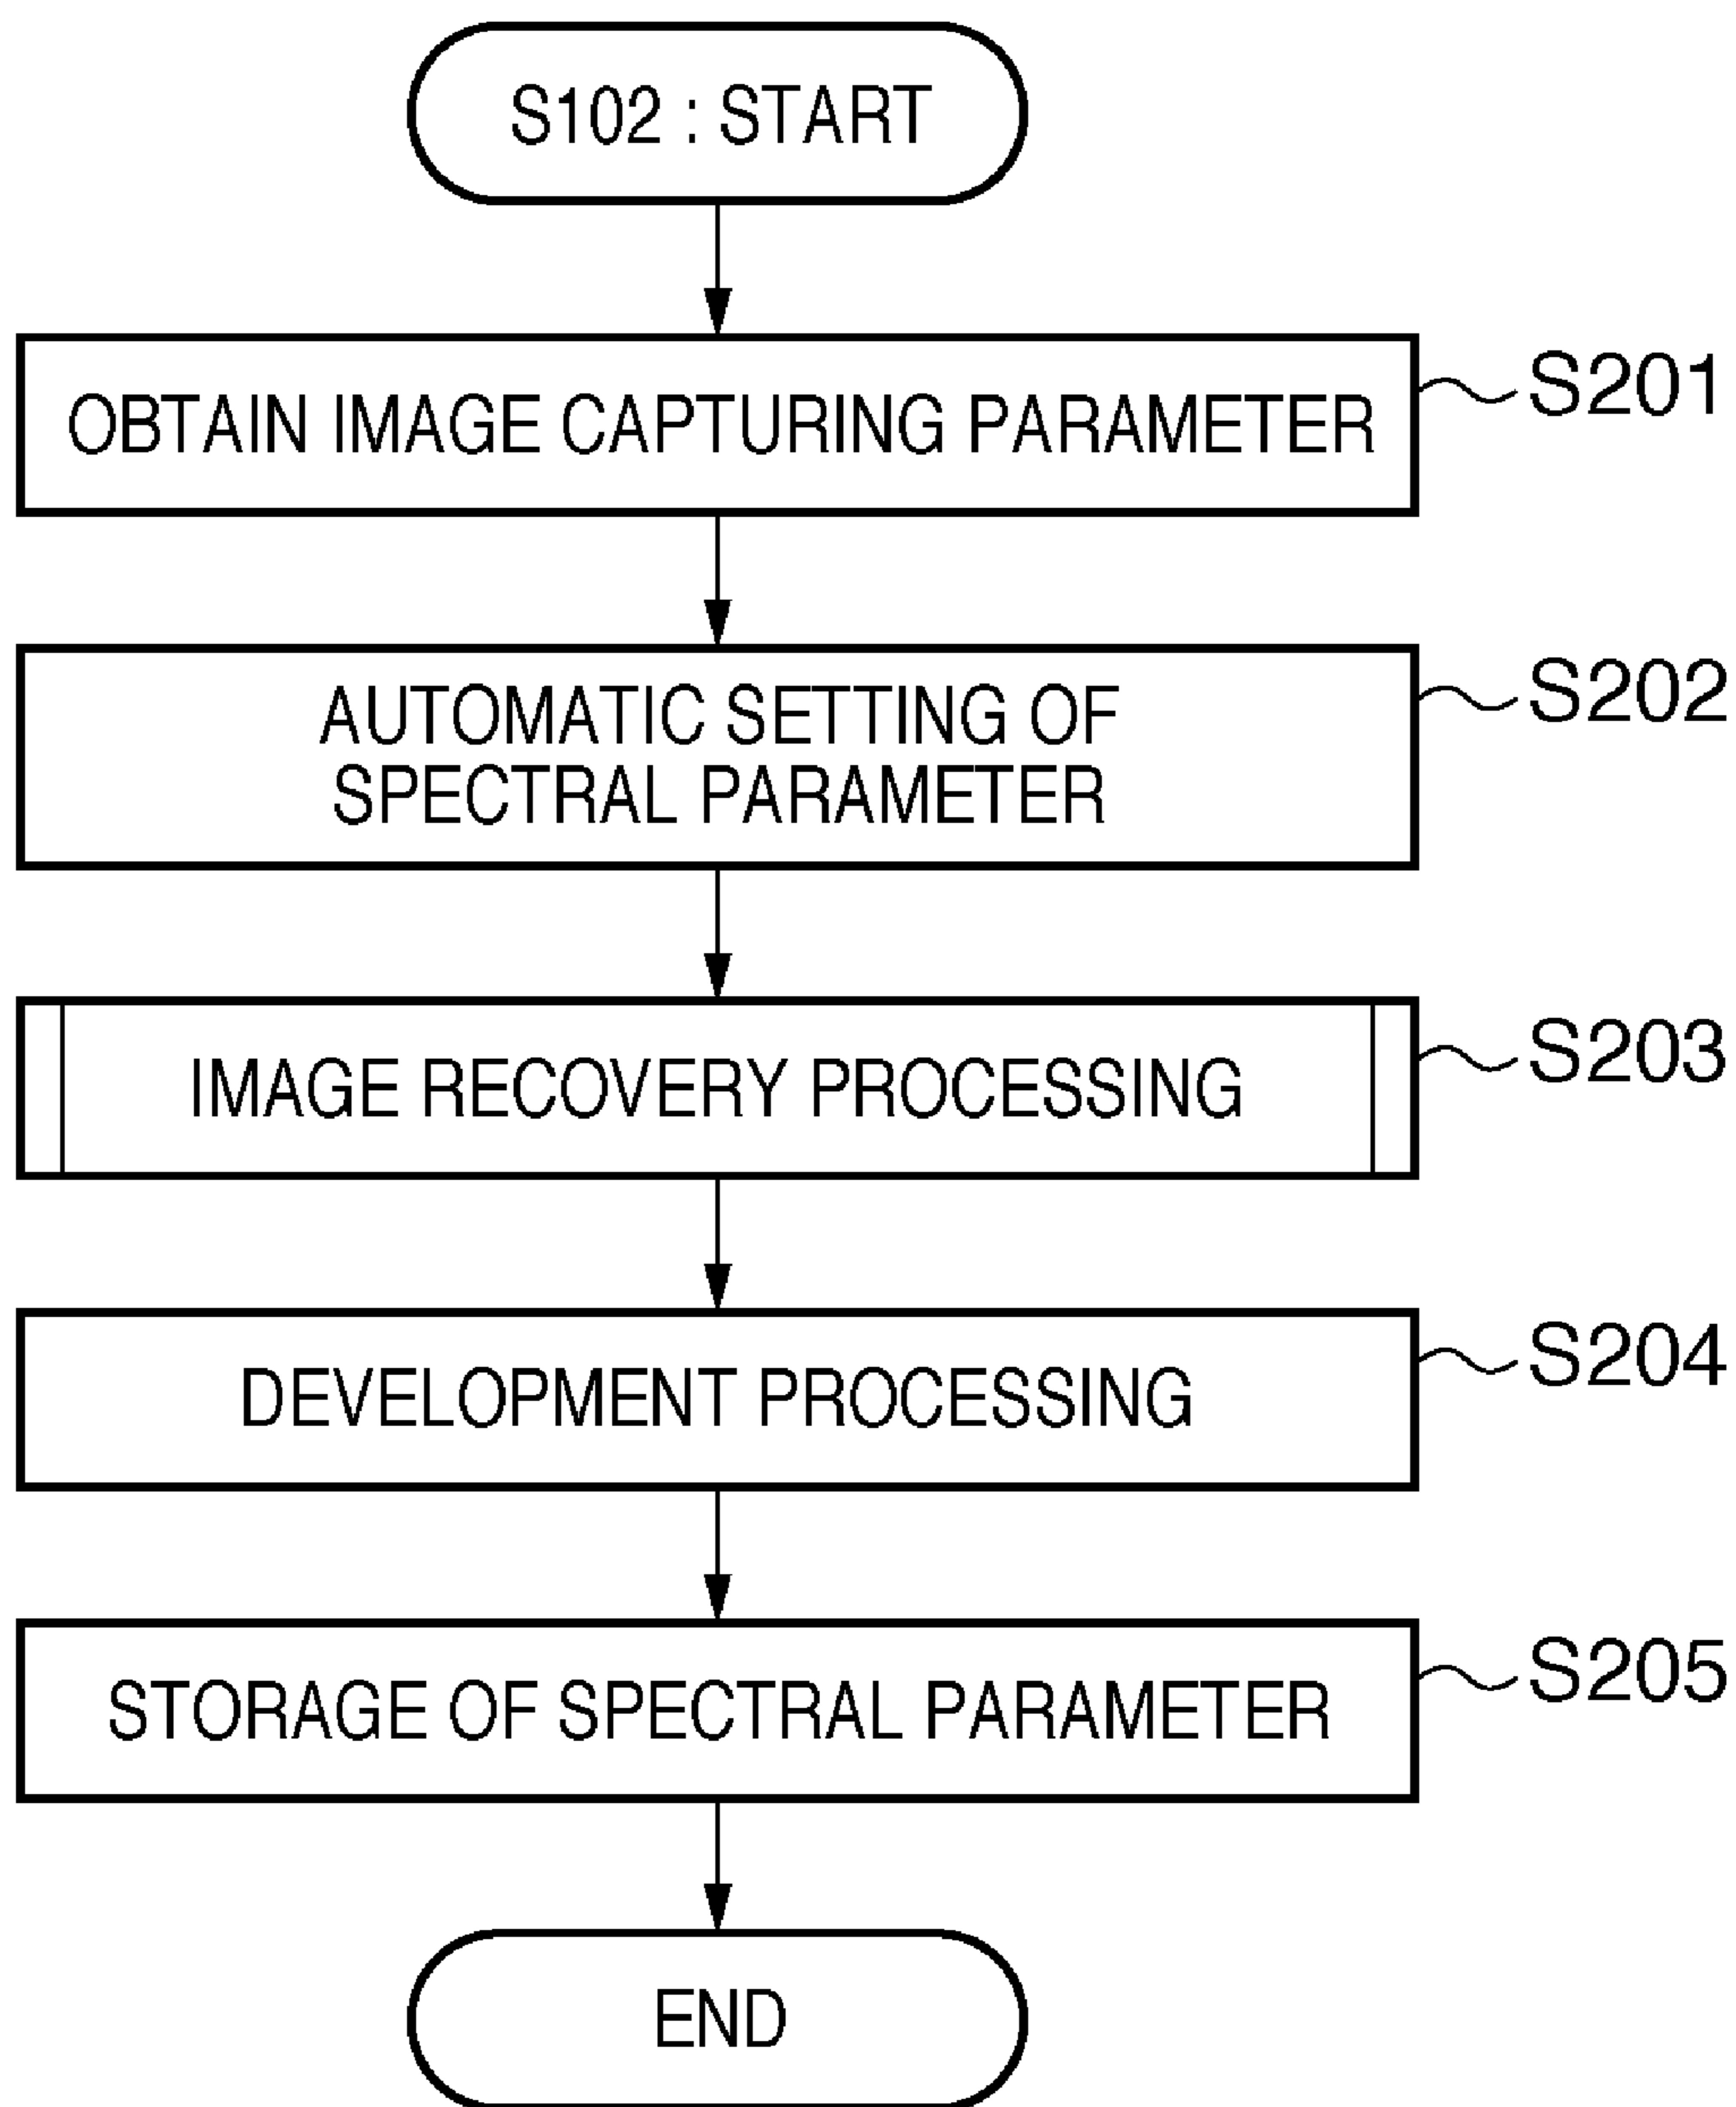 S102 : START
OBTAIN IMAGE CAPTURING PARAMETER
S201
AUTOMATIC SETTING OF
SPECTRAL PARAMETER
S202
IMAGE RECOVERY PROCESSING
S203
DEVELOPMENT PROCESSING
S204
STORAGE OF SPECTRAL PARAMETER
S205
END